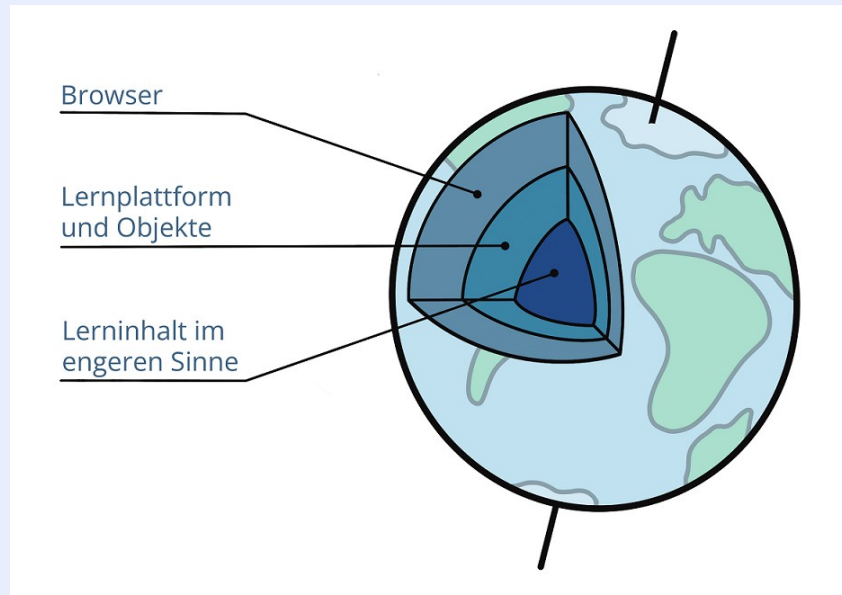 Browser
Lernplattform
und Objekte
Lerninhalt im
engeren Sinne